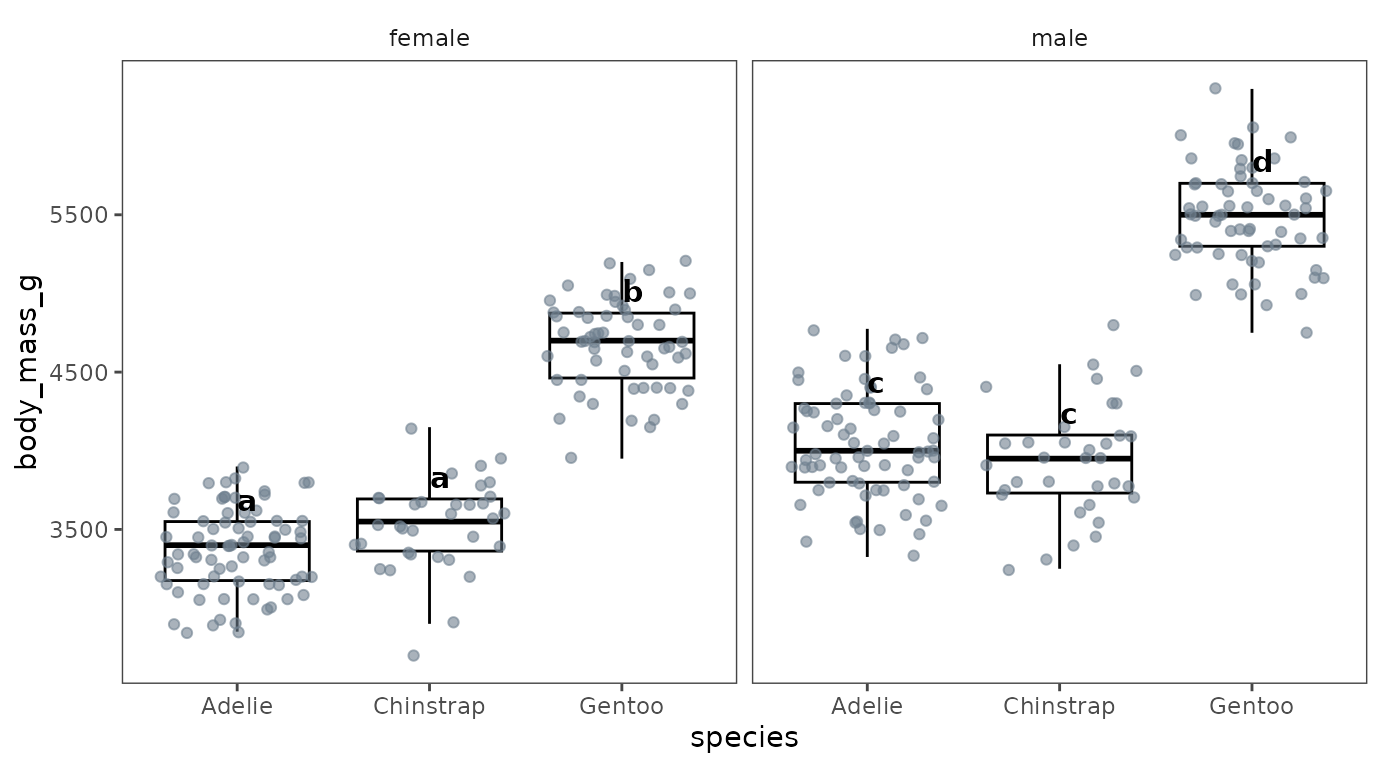 female male
body_mass_g
5500
4500
3500
a a b
c c d
Adelie Chinstrap Gentoo Adelie Chinstrap Gentoo
species